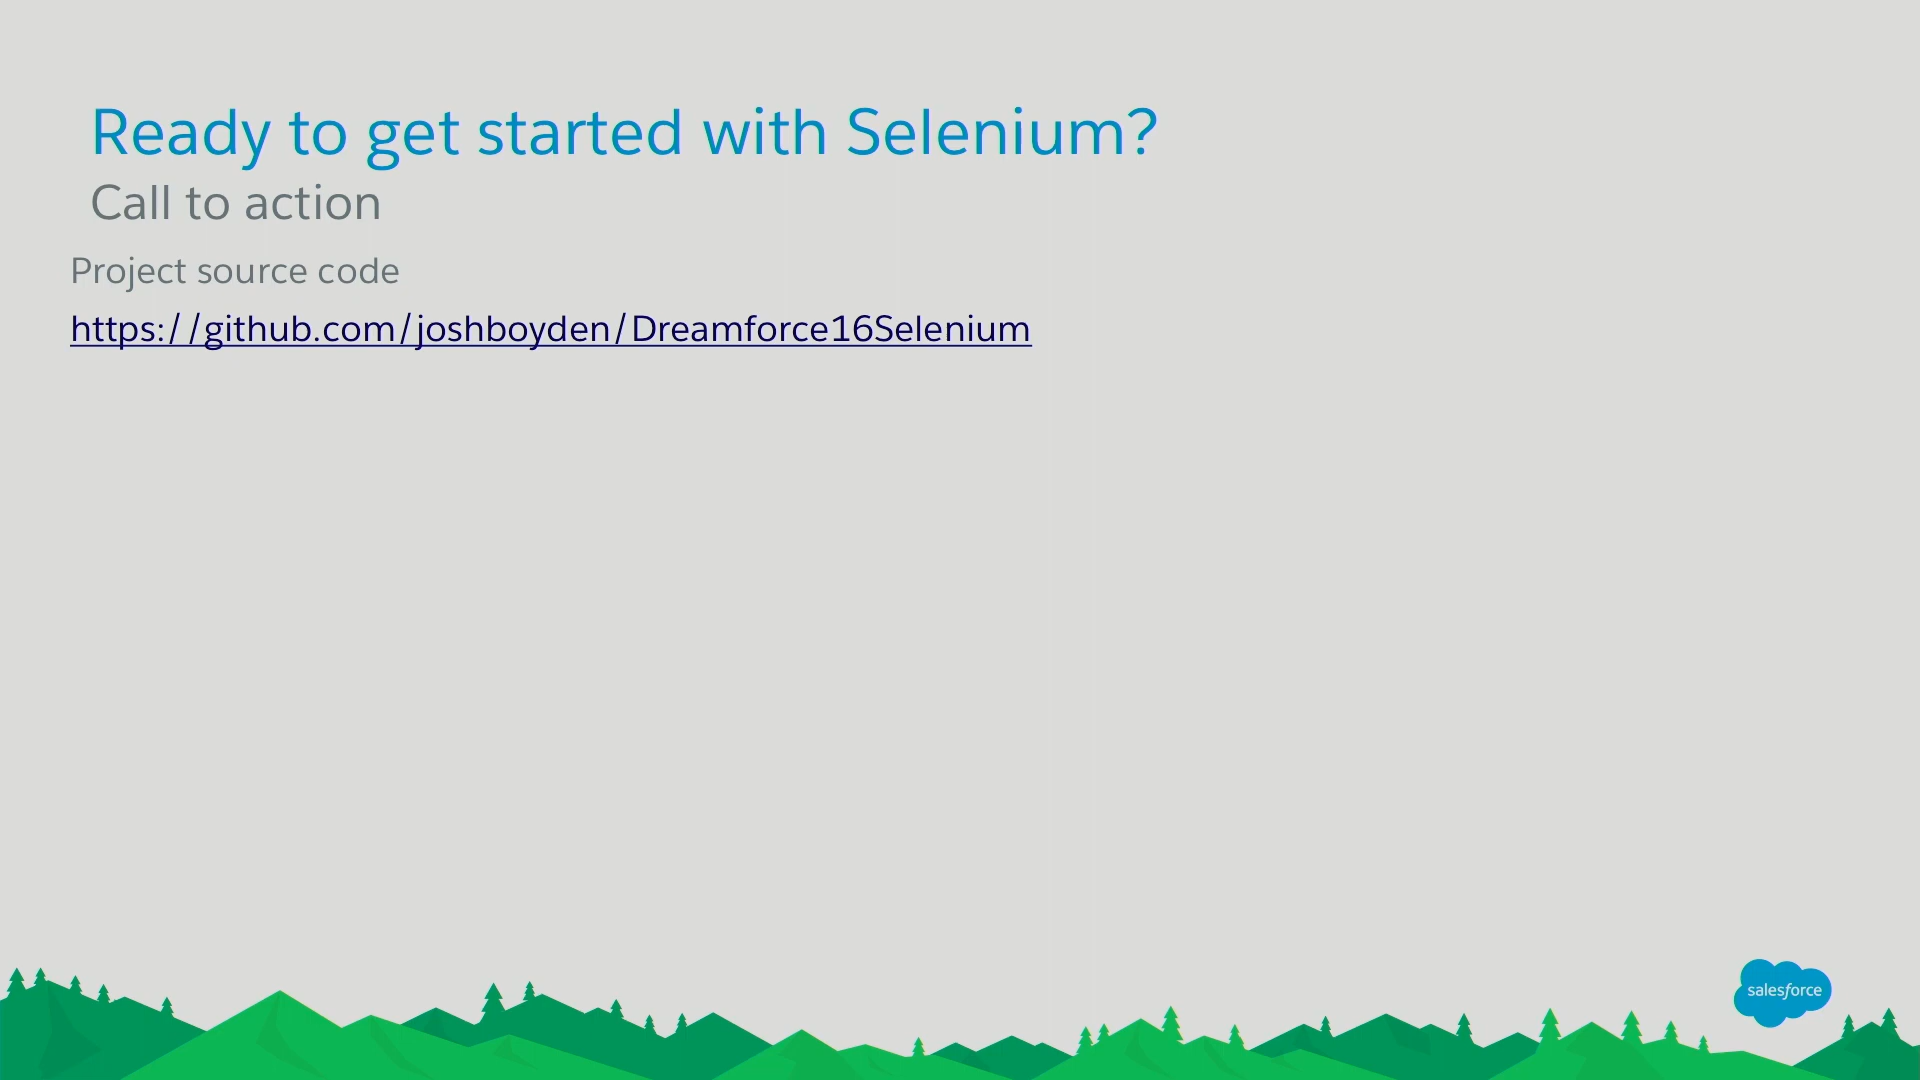 Ready to get started with Selenium?
Call to action
Project source code
https://github.com/joshboyden/Dreamforce16Selenium
salesforce